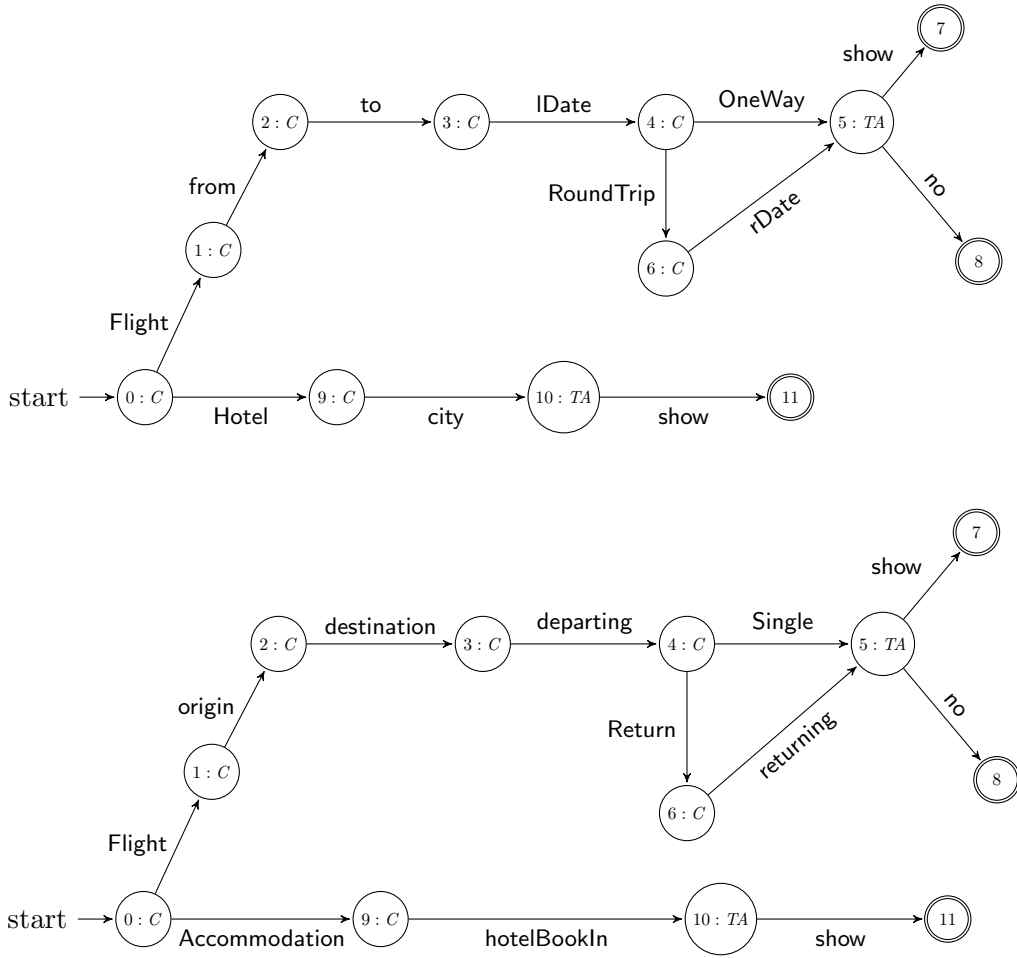 7
show
to
lDate
OneWay
2 : C
3 : C
4 : C
5 : TA
from
RoundTrip
no
rDate
1 : C
6 : C
8
Flight
start
0 : C
9 : C
10 : TA
11
Hotel
city
show
7
show
destination
departing
Single
2 : C
3 : C
4 : C
5 : TA
origin
Return
no
returning
1 : C
8
6 : C
Flight
start
0 : C
9 : C
10 : TA
11
Accommodation
hotelBookIn
show